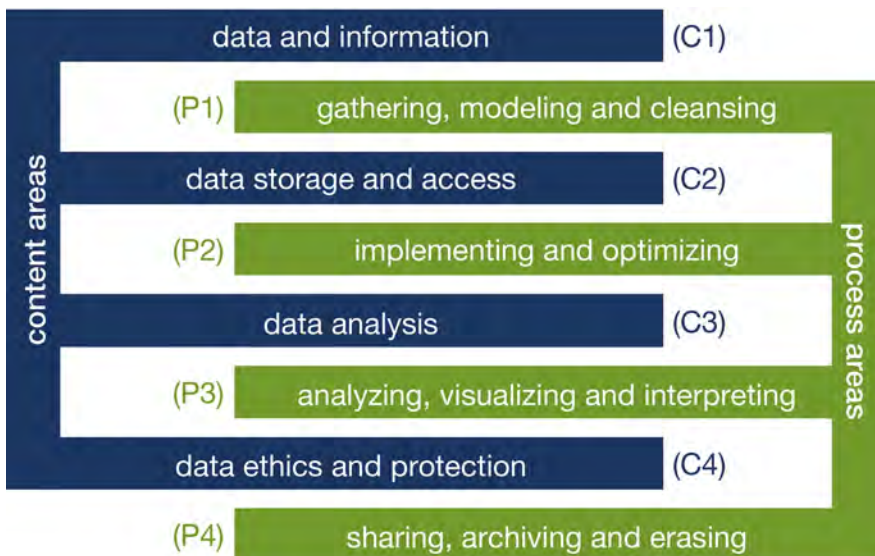 data and information (C1)
(P1) gathering, modeling and cleansing
data storage and access (C2)
(P2) implementing and optimizing
data analysis (C3)
(P3) analyzing, visualizing and interpreting
data ethics and protection (C4)
(P4) sharing, archiving and erasing
content areas
process areas